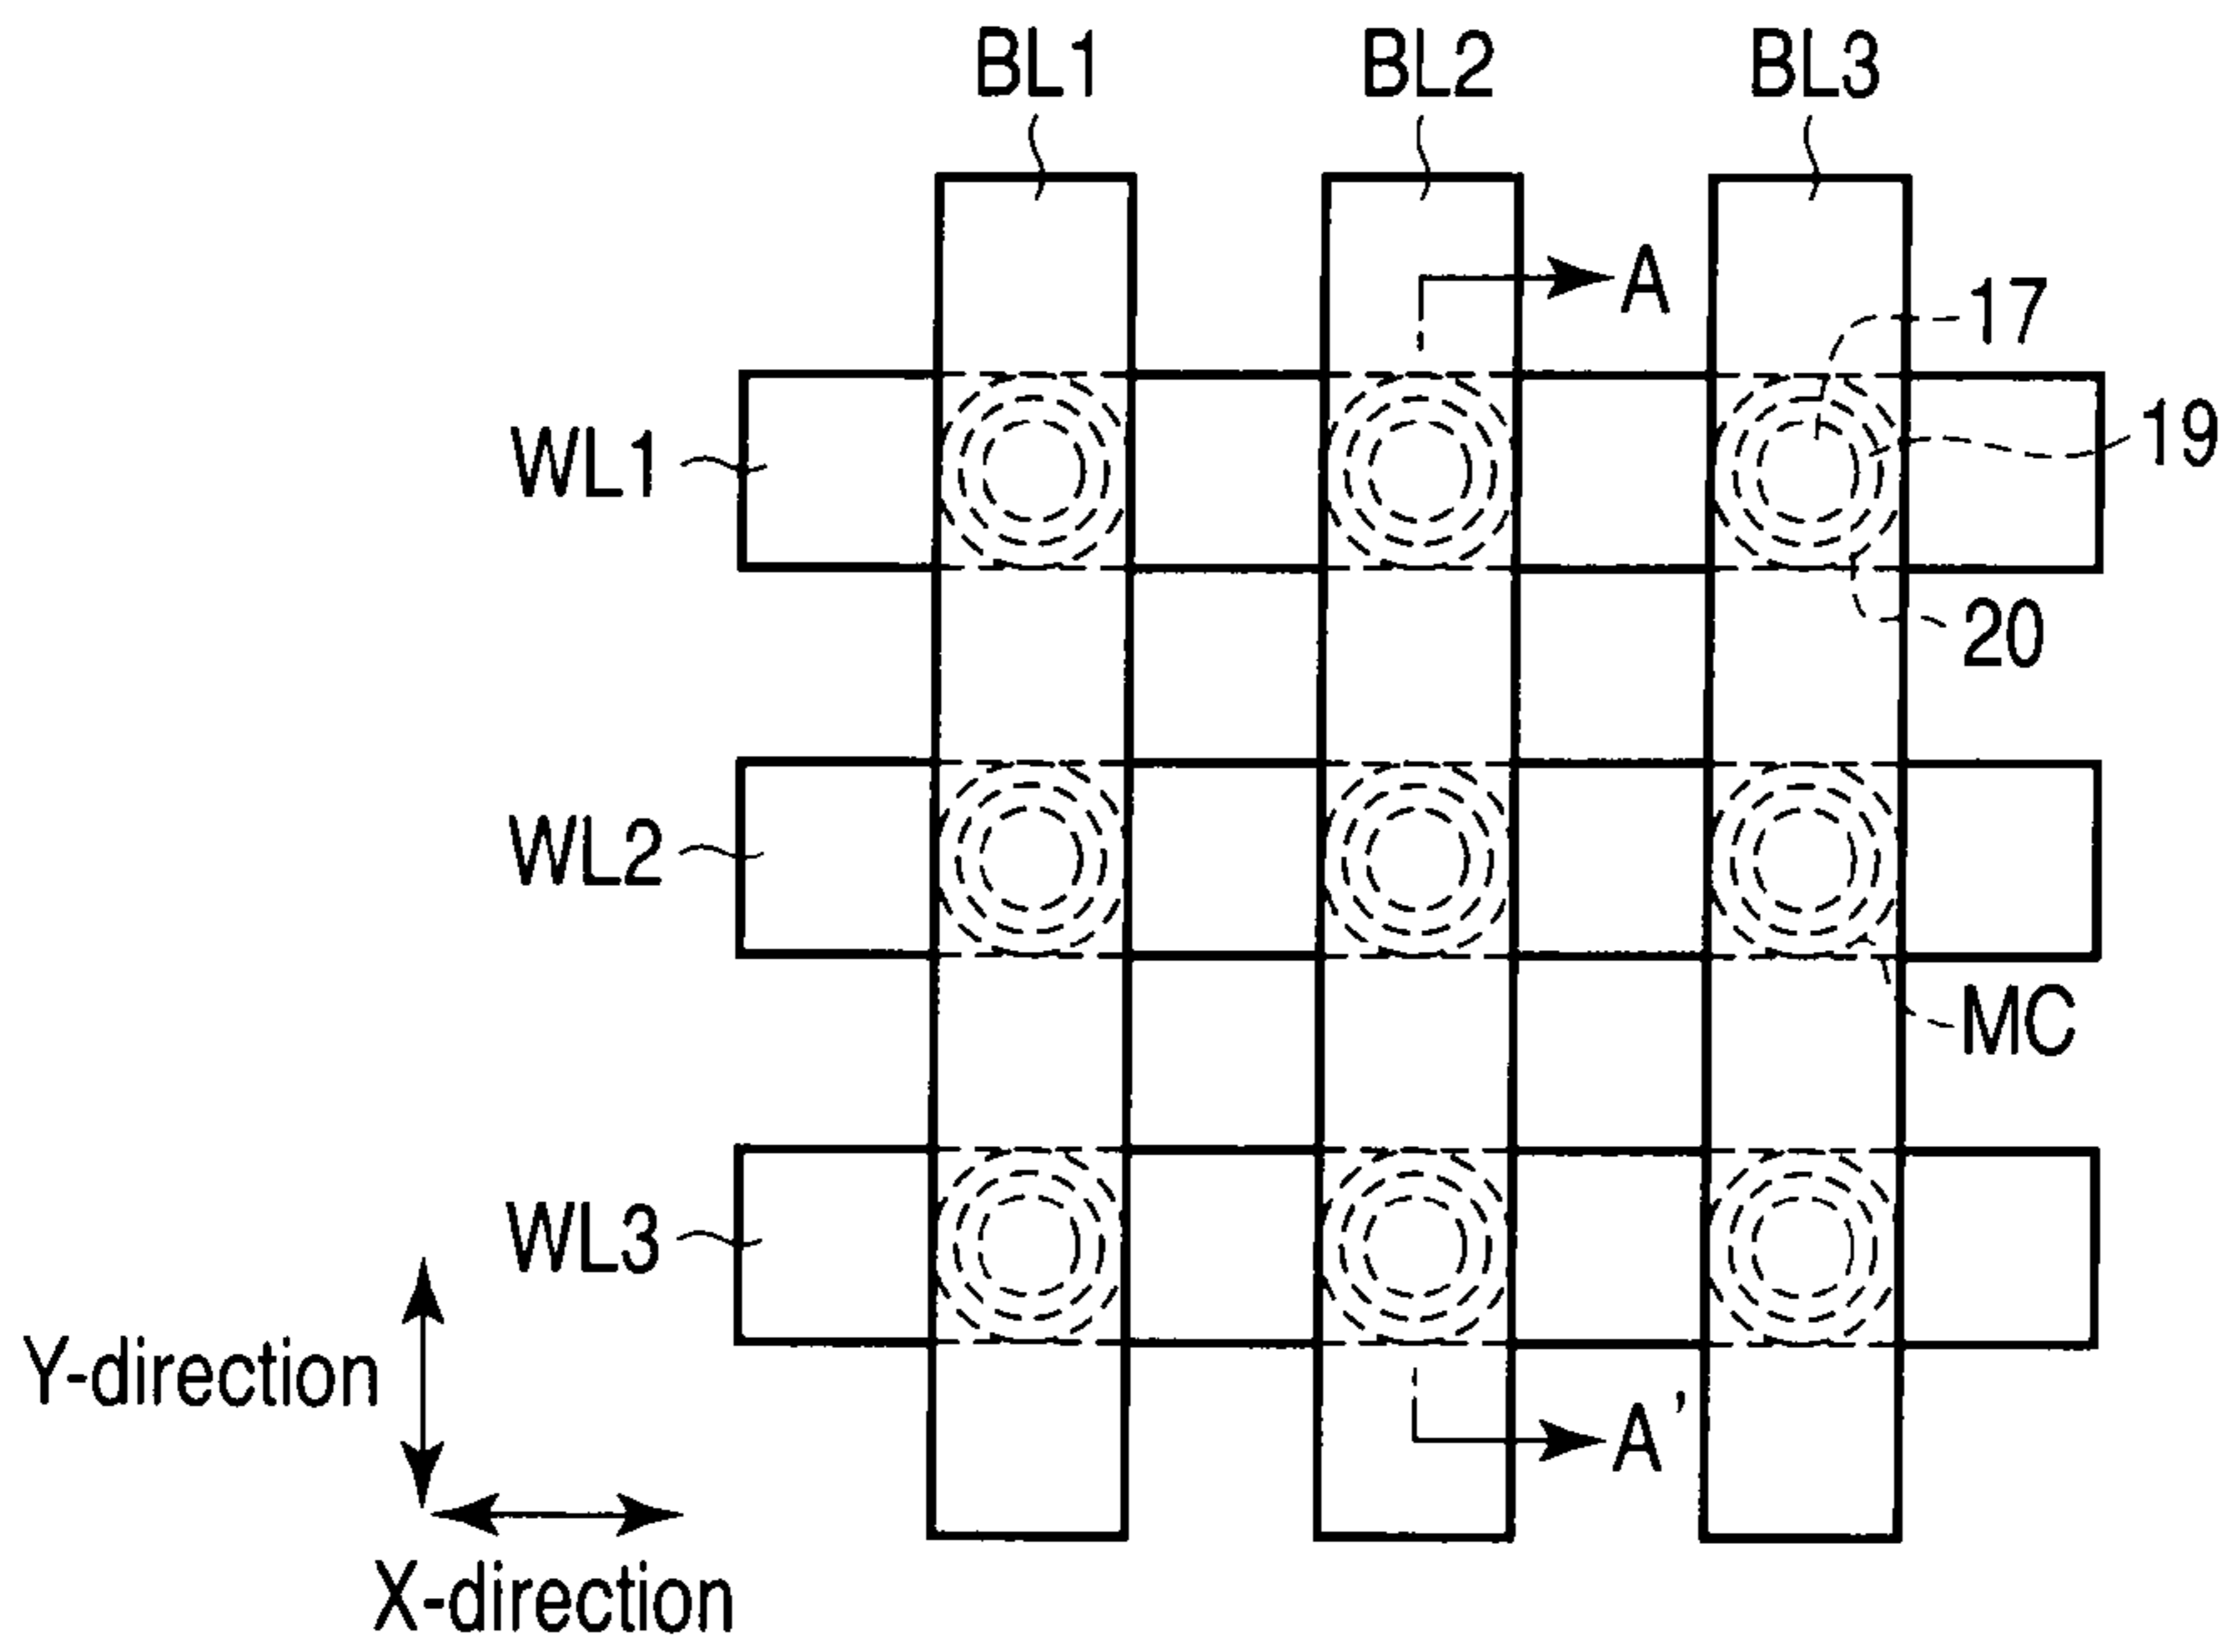 BL1 BL2 BL3
A
17
WL1
19
20
WL2
MC
WL3
Y-direction
A'
X-direction